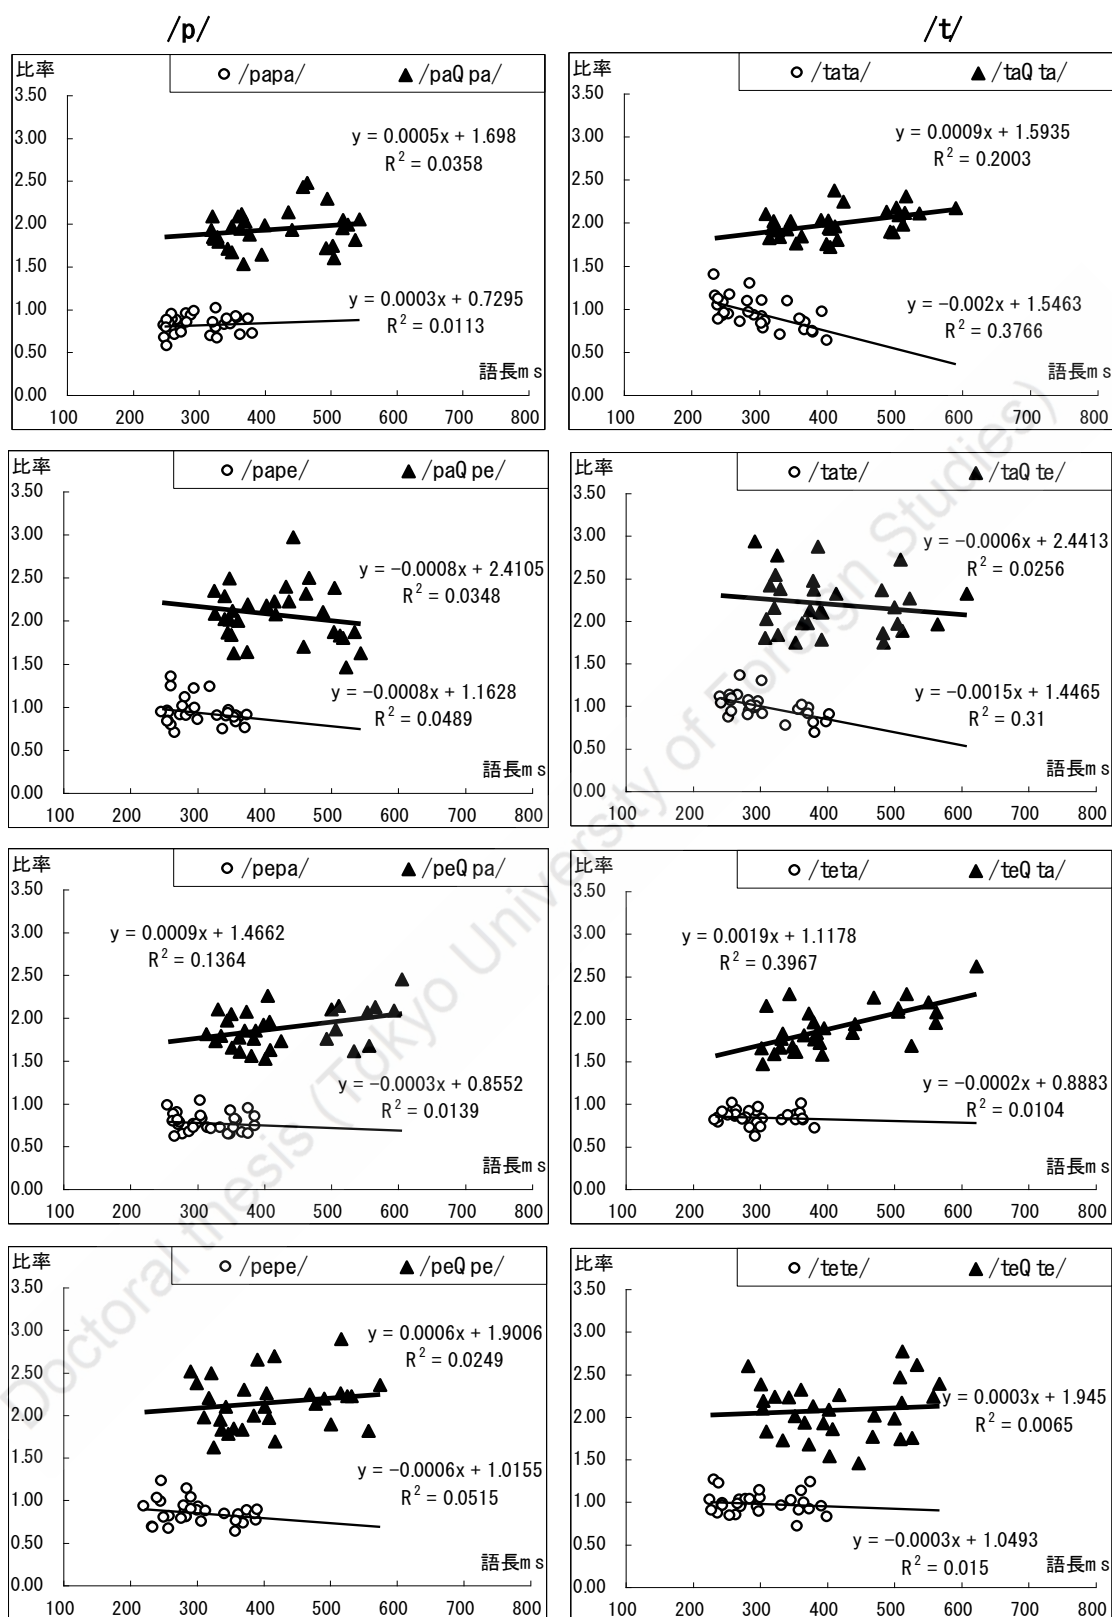 /p/
/t/
比率
/papa/ /paQ pa/
3.50
3.00
2.50
2.00
1.50
1.00
0.50
0.00
y = 0.0005x + 1.698
R2 = 0.0358
y = 0.0003x + 0.7295
R2 = 0.0113
語長ms
100 200 300 400 500 600 700 800
比率
/tata/ /taQ ta/
3.50
3.00
2.50
2.00
1.50
1.00
0.50
0.00
y = 0.0009x + 1.5935
R2 = 0.2003
y = −0.002x + 1.5463
R2 = 0.3766
語長ms
100 200 300 400 500 600 700 800
比率
/pape/ /paQ pe/
3.50
3.00
2.50
2.00
1.50
1.00
0.50
0.00
y = −0.0008x + 2.4105
R2 = 0.0348
y = −0.0008x + 1.1628
R2 = 0.0489
語長ms
100 200 300 400 500 600 700 800
比率
/tate/ /taQ te/
3.50
3.00
2.50
2.00
1.50
1.00
0.50
0.00
y = −0.0006x + 2.4413
R2 = 0.0256
y = −0.0015x + 1.4465
R2 = 0.31
語長ms
100 200 300 400 500 600 700 800
比率
/pepa/ /peQ pa/
3.50
3.00
2.50
2.00
1.50
1.00
0.50
0.00
y = 0.0009x + 1.4662
R2 = 0.1364
y = −0.0003x + 0.8552
R2 = 0.0139
語長ms
100 200 300 400 500 600 700 800
比率
/teta/ /teQ ta/
3.50
3.00
2.50
2.00
1.50
1.00
0.50
0.00
y = 0.0019x + 1.1178
R2 = 0.3967
y = −0.0002x + 0.8883
R2 = 0.0104
語長ms
100 200 300 400 500 600 700 800
比率
/pepe/ /peQ pe/
3.50
3.00
2.50
2.00
1.50
1.00
0.50
0.00
y = 0.0006x + 1.9006
R2 = 0.0249
y = −0.0006x + 1.0155
R2 = 0.0515
語長ms
100 200 300 400 500 600 700 800
比率
/tete/ /teQ te/
3.50
3.00
2.50
2.00
1.50
1.00
0.50
0.00
y = 0.0003x + 1.945
R2 = 0.0065
y = −0.0003x + 1.0493
R2 = 0.015
語長ms
100 200 300 400 500 600 700 800
Doctoral thesis (Tokyo University of Foreign Studies)